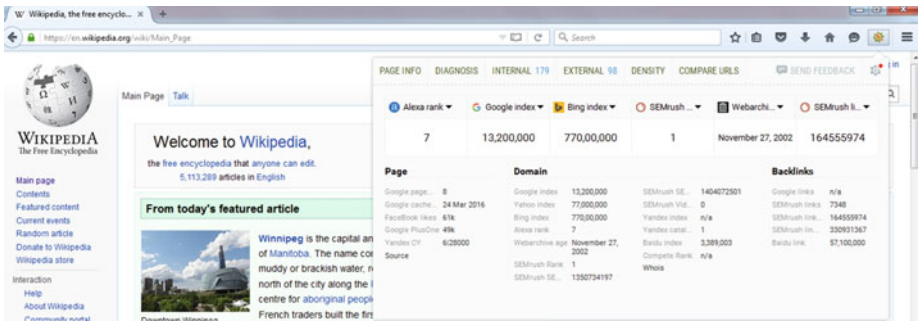 Wikipedia, the free encyclo...
https://en.wikipedia.org/wiki/Main_Page
Search
WIKIPEDIA
The Free Encyclopedia
Main page
Contents
Featured content
Current events
Random article
Donate to Wikipedia
Wikipedia store
Interaction
Help
About Wikipedia
Community portal
Main Page Talk
Welcome to Wikipedia,
the free encyclopedia that anyone can edit.
5,113,289 articles in English
From today's featured article
Winnipeg is the capital an
of Manitoba. The name com
muddy or brackish water,
north of the city along the
centre for aboriginal people
French traders built the firs
Downtown Winnipeg
PAGE INFO DIAGNOSIS INTERNAL 179 EXTERNAL 98 DENSITY COMPARE URLS SEND FEEDBACK
in
Alexa rank Google index Bing index SEMrush ... Webarchi... SEMrush li...
7 13,200,000 770,00,000 1 November 27, 2002 164555974
Page
Google page... 8
Google cache... 24 Mar 2016
FaceBook likes 61k
Google PlusOne 49k
Yandex CY 6/28000
Source
Domain
Google index 13,200,000
Yahoo index 77,000,000
Bing index 770,00,000
Alexa rank 7
Webarchive age November 27,
2002
SEMrush Rank 1
SEMrush SE... 1350734197
SEMrush SE... 1404072501
SEMrush Vid... 0
Yandex index n/a
Yandex catal... 1
Baidu index 3,389,003
Compete Rank n/a
Whois
Backlinks
Google links n/a
SEMrush links 7348
SEMrush link... 164555974
SEMrush lin... 330931367
Baidu link 57,100,000